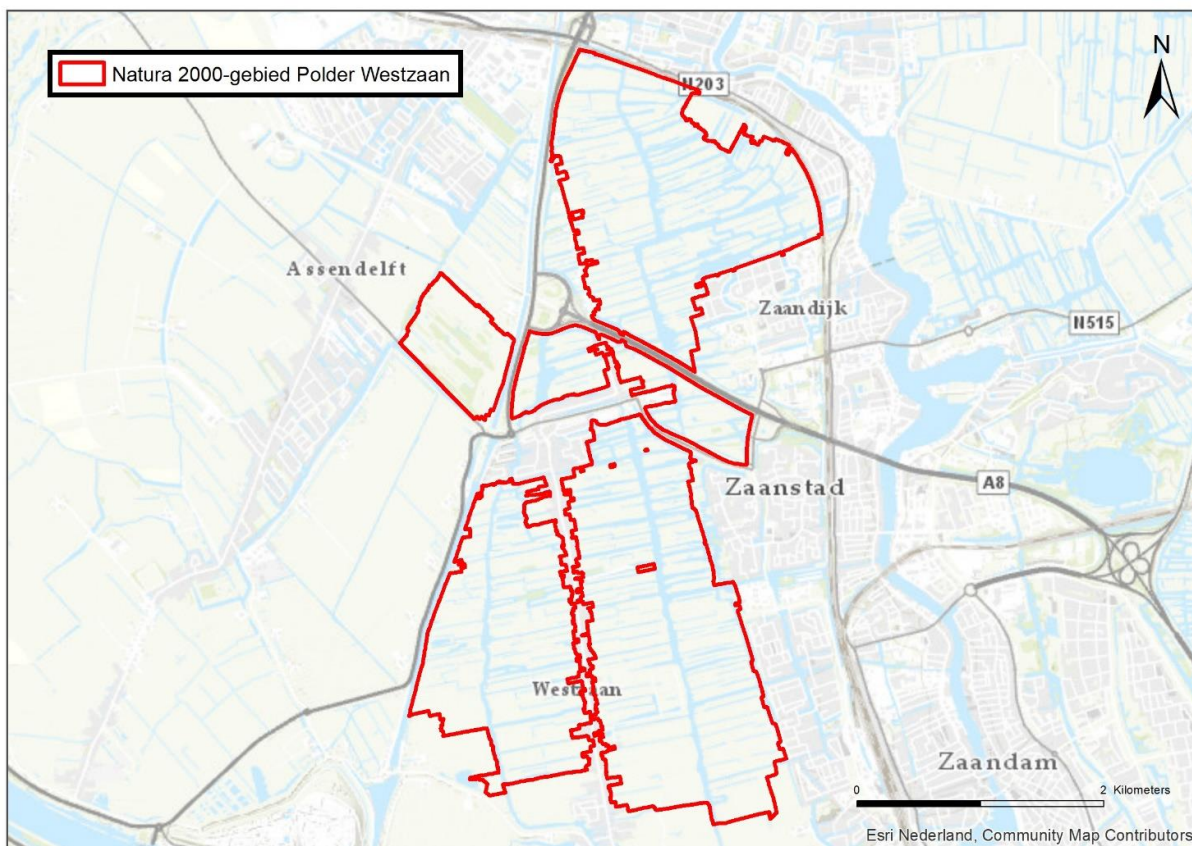 Natura 2000-gebied Polder Westzaan
N
N203
Assendelft
Zaandijk
N515
Zaanstad
A8
Westzaan
Zaandam
0 2 Kilometers
Esri Nederland, Community Map Contributors